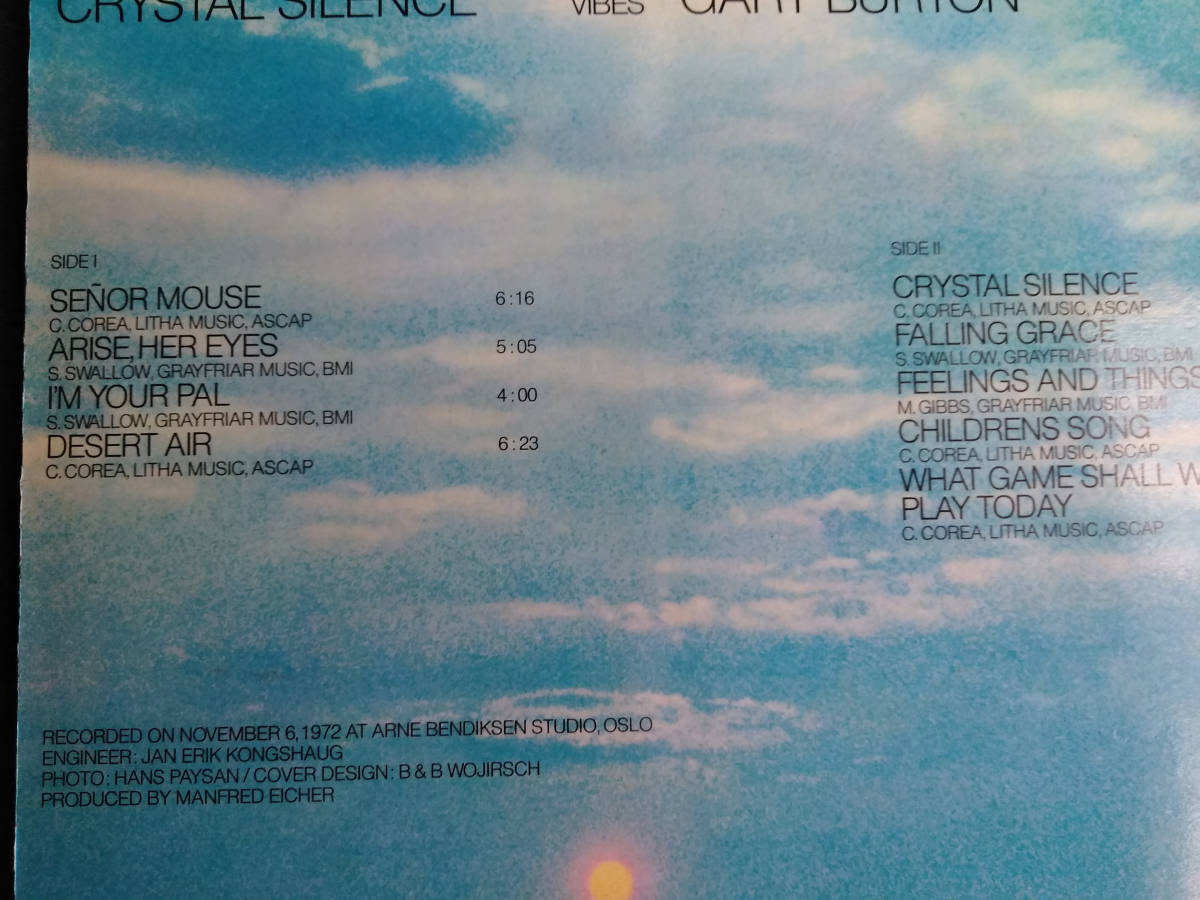 CRYSTAL SILENCE VIBES GARY BURTON
SIDE I
SEÑOR MOUSE 6:16
C. COREA, LITHA MUSIC, ASCAP
ARISE, HER EYES 5:05
S. SWALLOW, GRAYFRIAR MUSIC, BMI
I'M YOUR PAL 4:00
S. SWALLOW, GRAYFRIAR MUSIC, BMI
DESERT AIR 6:23
C. COREA, LITHA MUSIC, ASCAP
SIDE II
CRYSTAL SILENCE
C. COREA, LITHA MUSIC, ASCAP
FALLING GRACE
S. SWALLOW, GRAYFRIAR MUSIC, BMI
FEELINGS AND THINGS
M. GIBBS, GRAYFRIAR MUSIC, BMI
CHILDRENS SONG
C. COREA, LITHA MUSIC, ASCAP
WHAT GAME SHALL W
PLAY TODAY
C. COREA, LITHA MUSIC, ASCAP
RECORDED ON NOVEMBER 6, 1972 AT ARNE BENDIKSEN STUDIO, OSLO
ENGINEER: JAN ERIK KONGSHAUG
PHOTO: HANS PAYSAN / COVER DESIGN: B & B WOJIRSCH
PRODUCED BY MANFRED EICHER